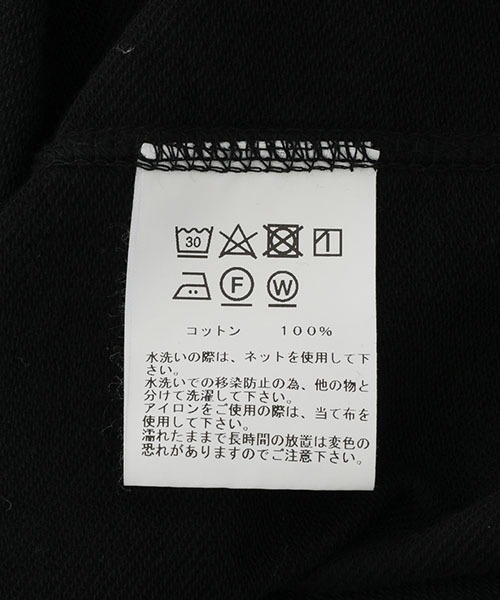 30
F W
コットン 100%
水洗いの際は、ネットを使用して下
さい。
水洗いでの移染防止の為、他の物と
分けて洗濯して下さい。
アイロンをご使用の際は、当て布を
使用して下さい。
濡れたままで長時間の放置は変色の
恐れがありますのでご注意下さい。